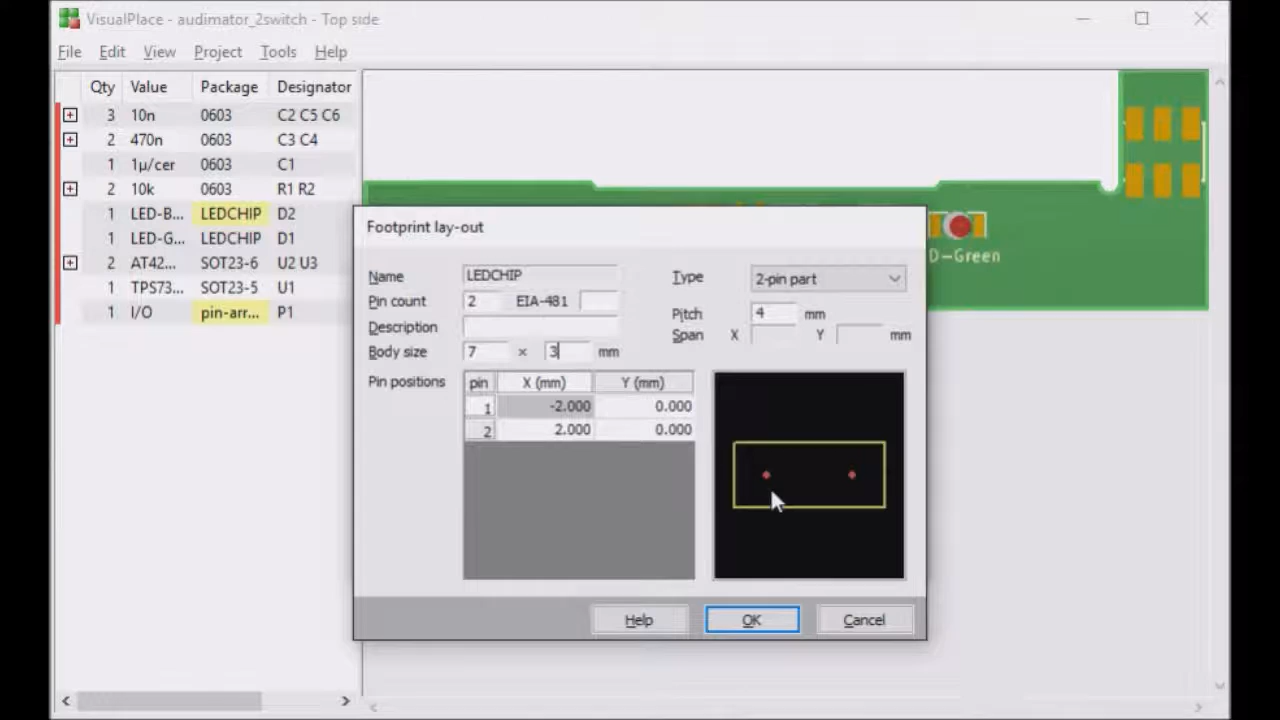 VisualPlace - audimator_2switch - Top side
File Edit View Project Tools Help
Qty Value Package Designator
3 10n 0603 C2 C5 C6
2 470n 0603 C3 C4
1 1µ/cer 0603 C1
2 10k 0603 R1 R2
1 LED-B... LEDCHIP D2
1 LED-G... LEDCHIP D1
2 AT42... SOT23-6 U2 U3
1 TPS73... SOT23-5 U1
1 I/O pin-arr... P1
D-Green
Footprint lay-out
Name LEDCHIP Type 2-pin part
Pin count 2 EIA-481 Pitch 4 mm
Description Span X Y mm
Body size 7 × 3 mm
Pin positions pin X (mm) Y (mm)
1 -2.000 0.000
2 2.000 0.000
Help OK Cancel